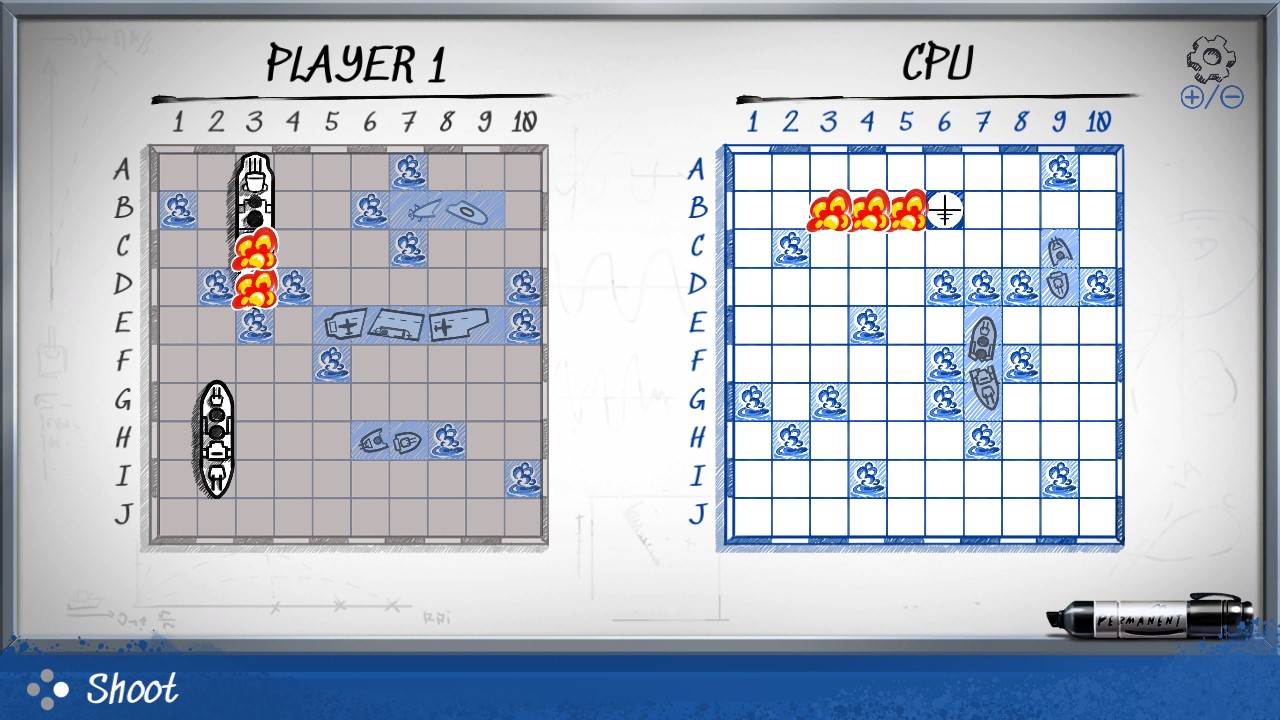 PLAYER 1
CPU
+/-
1 2 3 4 5 6 7 8 9 10
1 2 3 4 5 6 7 8 9 10
A
B
C
D
E
F
G
H
I
J
A
B
C
D
E
F
G
H
I
J
PERMANENT
Shoot